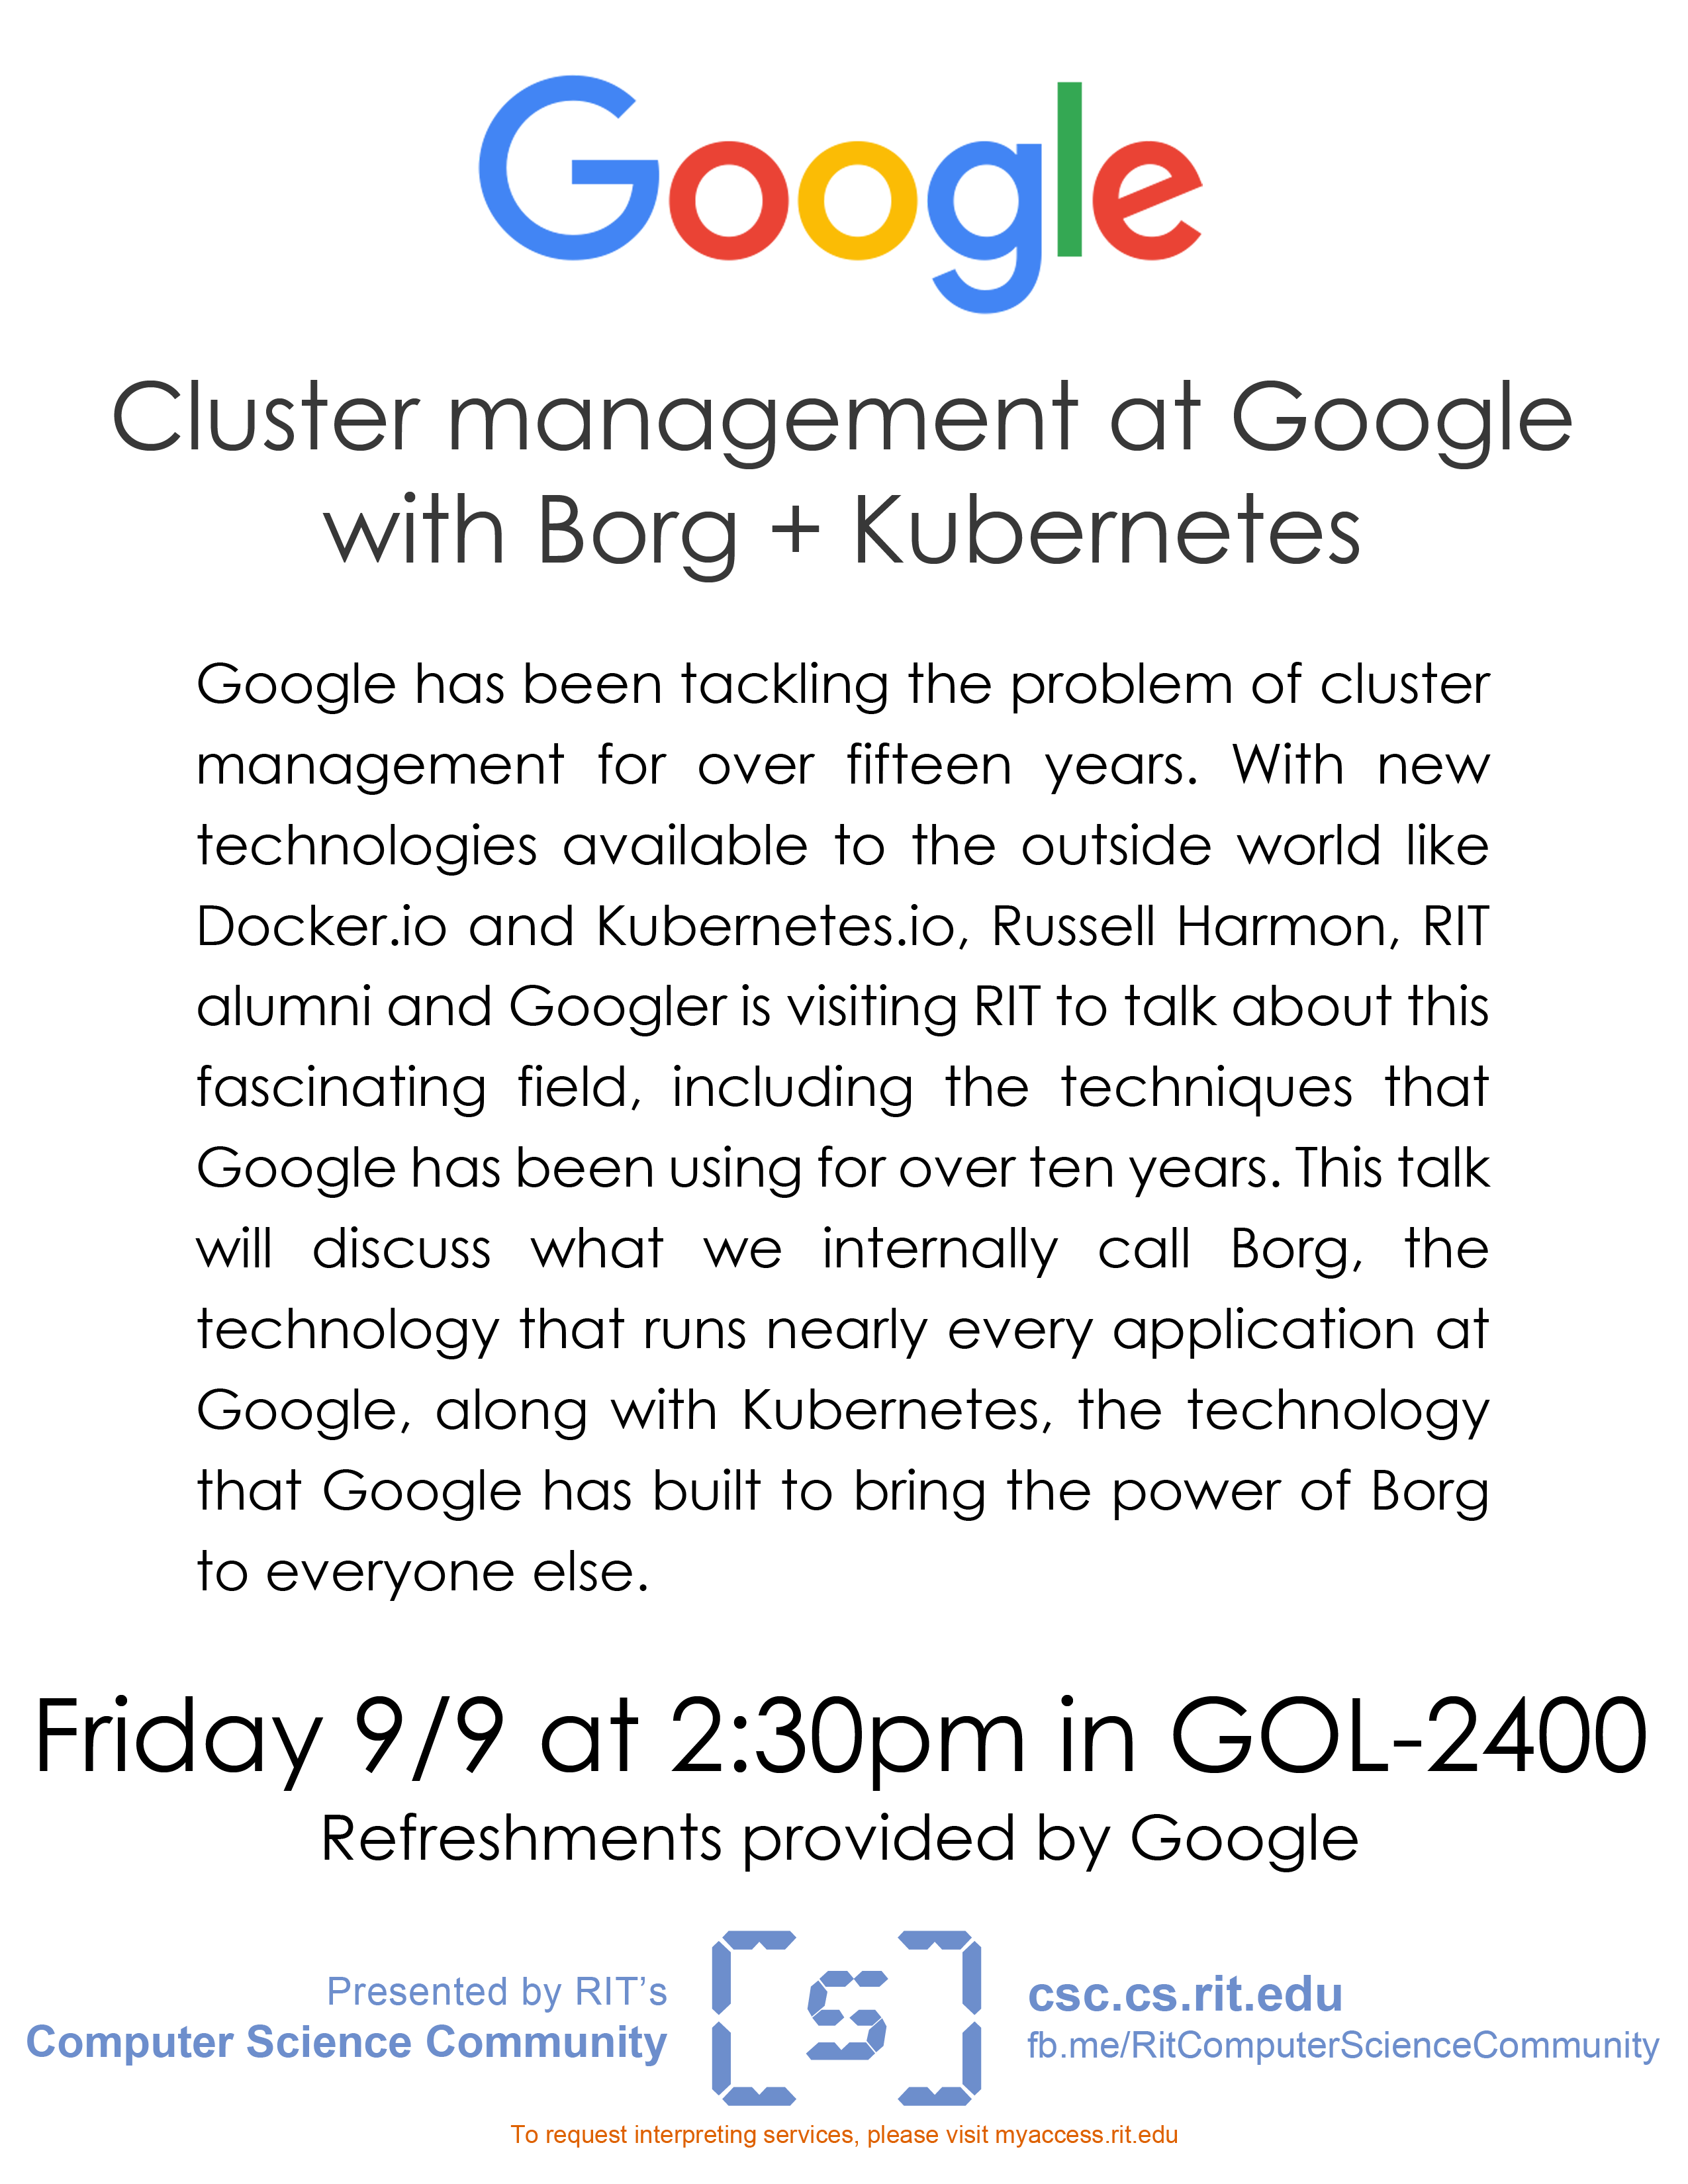 Google
Cluster management at Google
with Borg + Kubernetes
Google has been tackling the problem of cluster
management for over fifteen years. With new
technologies available to the outside world like
Docker.io and Kubernetes.io, Russell Harmon, RIT
alumni and Googler is visiting RIT to talk about this
fascinating field, including the techniques that
Google has been using for over ten years. This talk
will discuss what we internally call Borg, the
technology that runs nearly every application at
Google, along with Kubernetes, the technology
that Google has built to bring the power of Borg
to everyone else.
Friday 9/9 at 2:30pm in GOL-2400
Refreshments provided by Google
Presented by RIT's
Computer Science Community
[S]
csc.cs.rit.edu
fb.me/RitComputerScienceCommunity
To request interpreting services, please visit myaccess.rit.edu